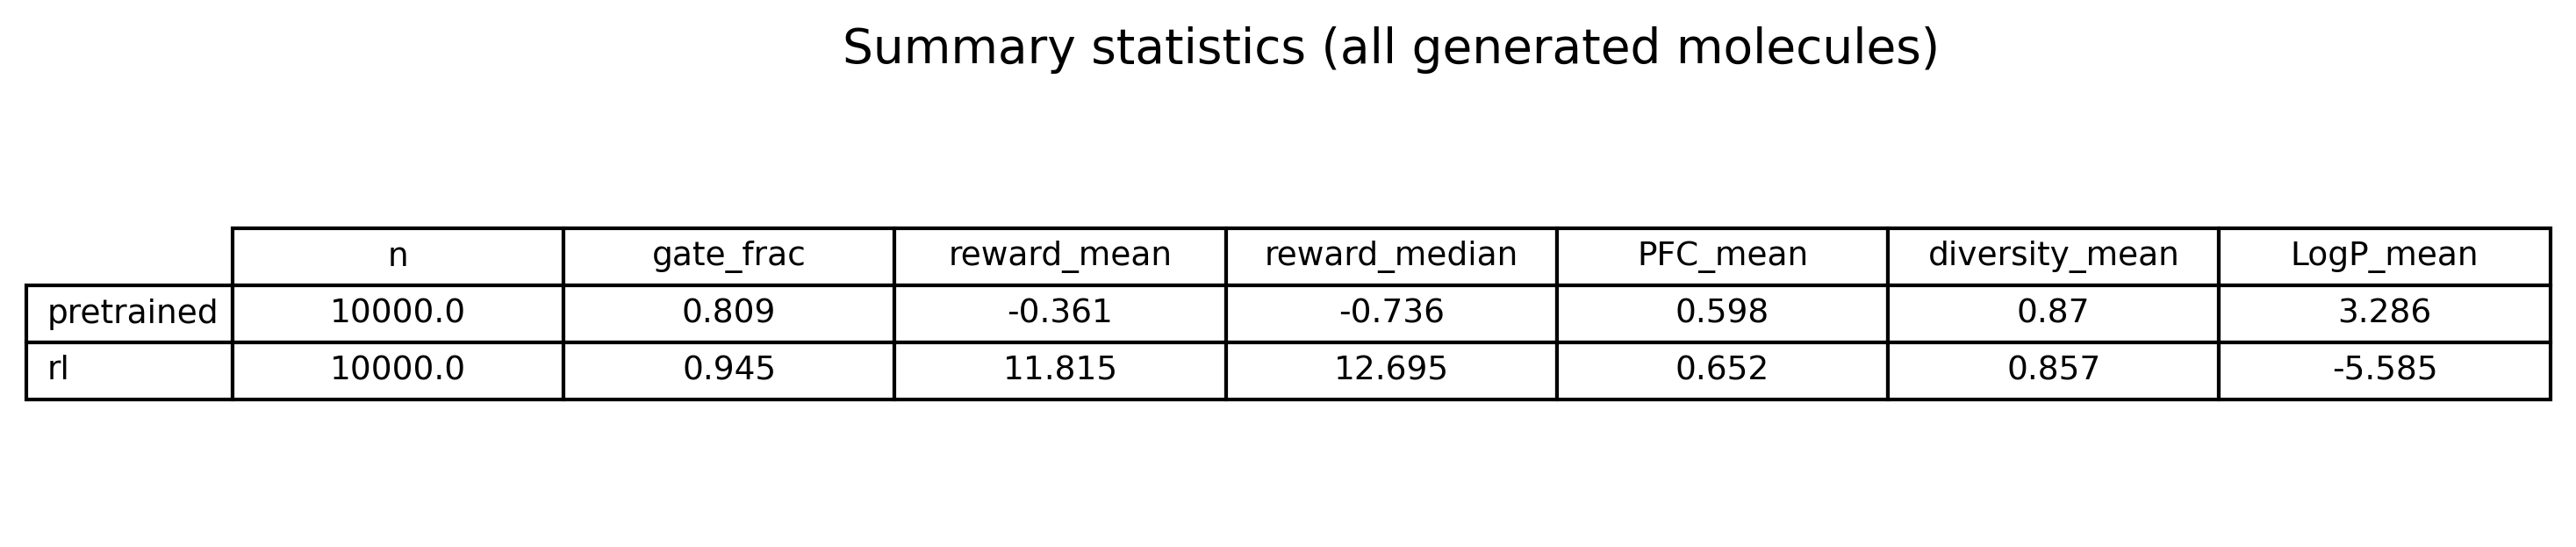 Summary statistics (all generated molecules)
n gate_frac reward_mean reward_median PFC_mean diversity_mean LogP_mean
pretrained 10000.0 0.809 -0.361 -0.736 0.598 0.87 3.286
rl 10000.0 0.945 11.815 12.695 0.652 0.857 -5.585